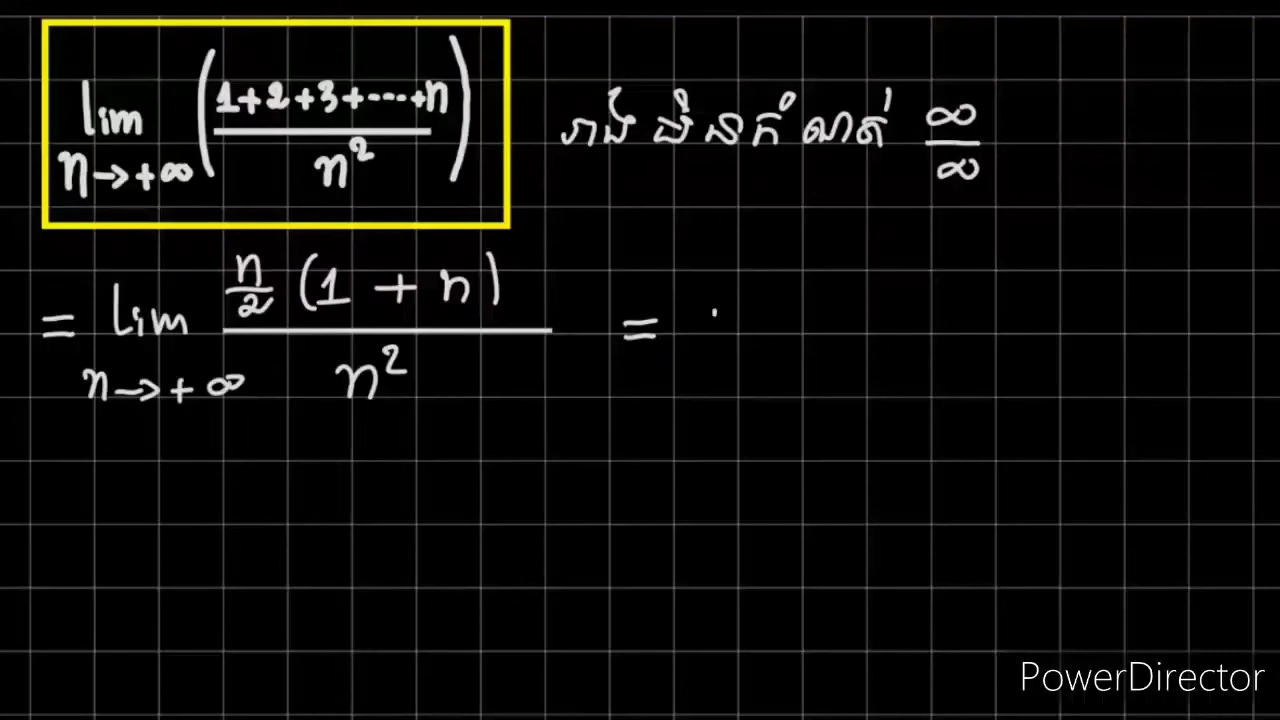 lim n→+∞ (1+2+3+⋯+n / n²)
រាងមិនកំណត់ ∞/∞
= lim n→+∞ n/2 (1 + n) / n² =
PowerDirector